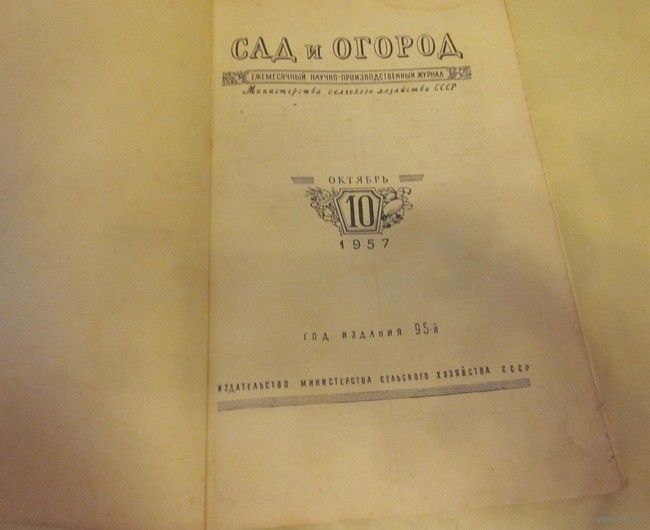 САД и ОГОРОД
ЕЖЕМЕСЯЧНЫЙ НАУЧНО-ПРОИЗВОДСТВЕННЫЙ ЖУРНАЛ
Министерства сельского хозяйства СССР
ОКТЯБРЬ
10
1957
ГОД ИЗДАНИЯ 95-й
ИЗДАТЕЛЬСТВО МИНИСТЕРСТВА СЕЛЬСКОГО ХОЗЯЙСТВА СССР